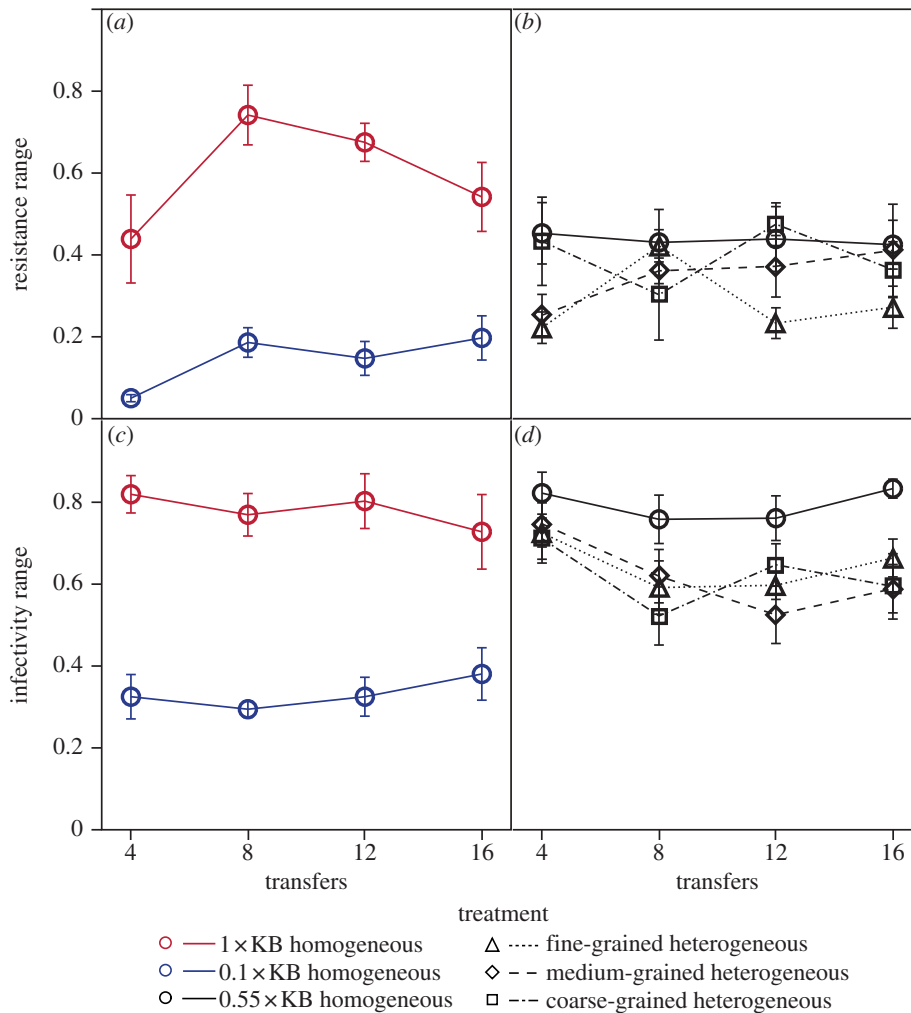 (a)
(b)
0.8
0.6
0.4
0.2
0
resistance range
(c)
(d)
0.8
0.6
0.4
0.2
0
infectivity range
4 8 12 16
4 8 12 16
transfers
transfers
treatment
1×KB homogeneous
0.1×KB homogeneous
0.55×KB homogeneous
fine-grained heterogeneous
medium-grained heterogeneous
coarse-grained heterogeneous